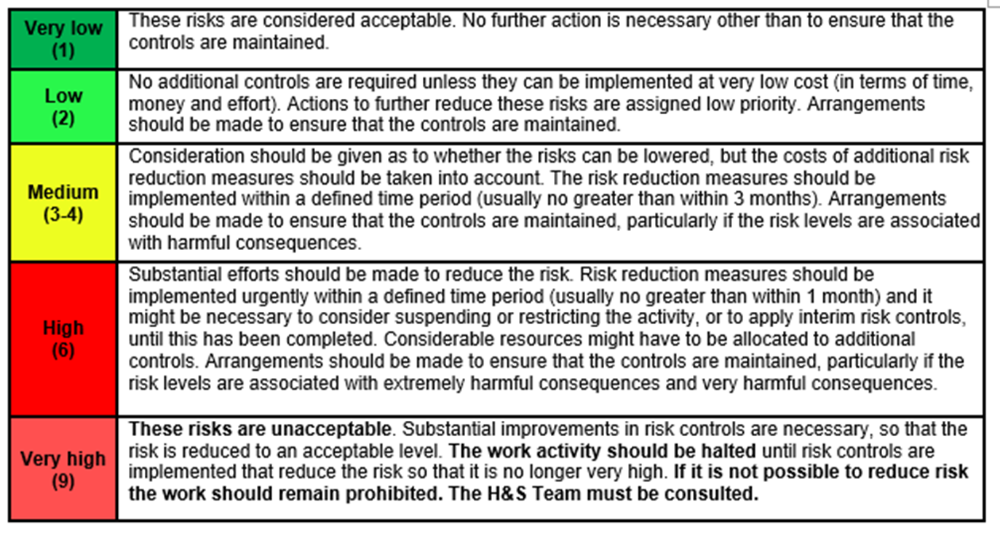 Very low
(1)
These risks are considered acceptable. No further action is necessary other than to ensure that the
controls are maintained.
Low
(2)
No additional controls are required unless they can be implemented at very low cost (in terms of time,
money and effort). Actions to further reduce these risks are assigned low priority. Arrangements
should be made to ensure that the controls are maintained.
Medium
(3-4)
Consideration should be given as to whether the risks can be lowered, but the costs of additional risk
reduction measures should be taken into account. The risk reduction measures should be
implemented within a defined time period (usually no greater than within 3 months). Arrangements
should be made to ensure that the controls are maintained, particularly if the risk levels are associated
with harmful consequences.
High
(6)
Substantial efforts should be made to reduce the risk. Risk reduction measures should be
implemented urgently within a defined time period (usually no greater than within 1 month) and it
might be necessary to consider suspending or restricting the activity, or to apply interim risk controls,
until this has been completed. Considerable resources might have to be allocated to additional
controls. Arrangements should be made to ensure that the controls are maintained, particularly if the
risk levels are associated with extremely harmful consequences and very harmful consequences.
Very high
(9)
These risks are unacceptable. Substantial improvements in risk controls are necessary, so that the
risk is reduced to an acceptable level. The work activity should be halted until risk controls are
implemented that reduce the risk so that it is no longer very high. If it is not possible to reduce risk
the work should remain prohibited. The H&S Team must be consulted.